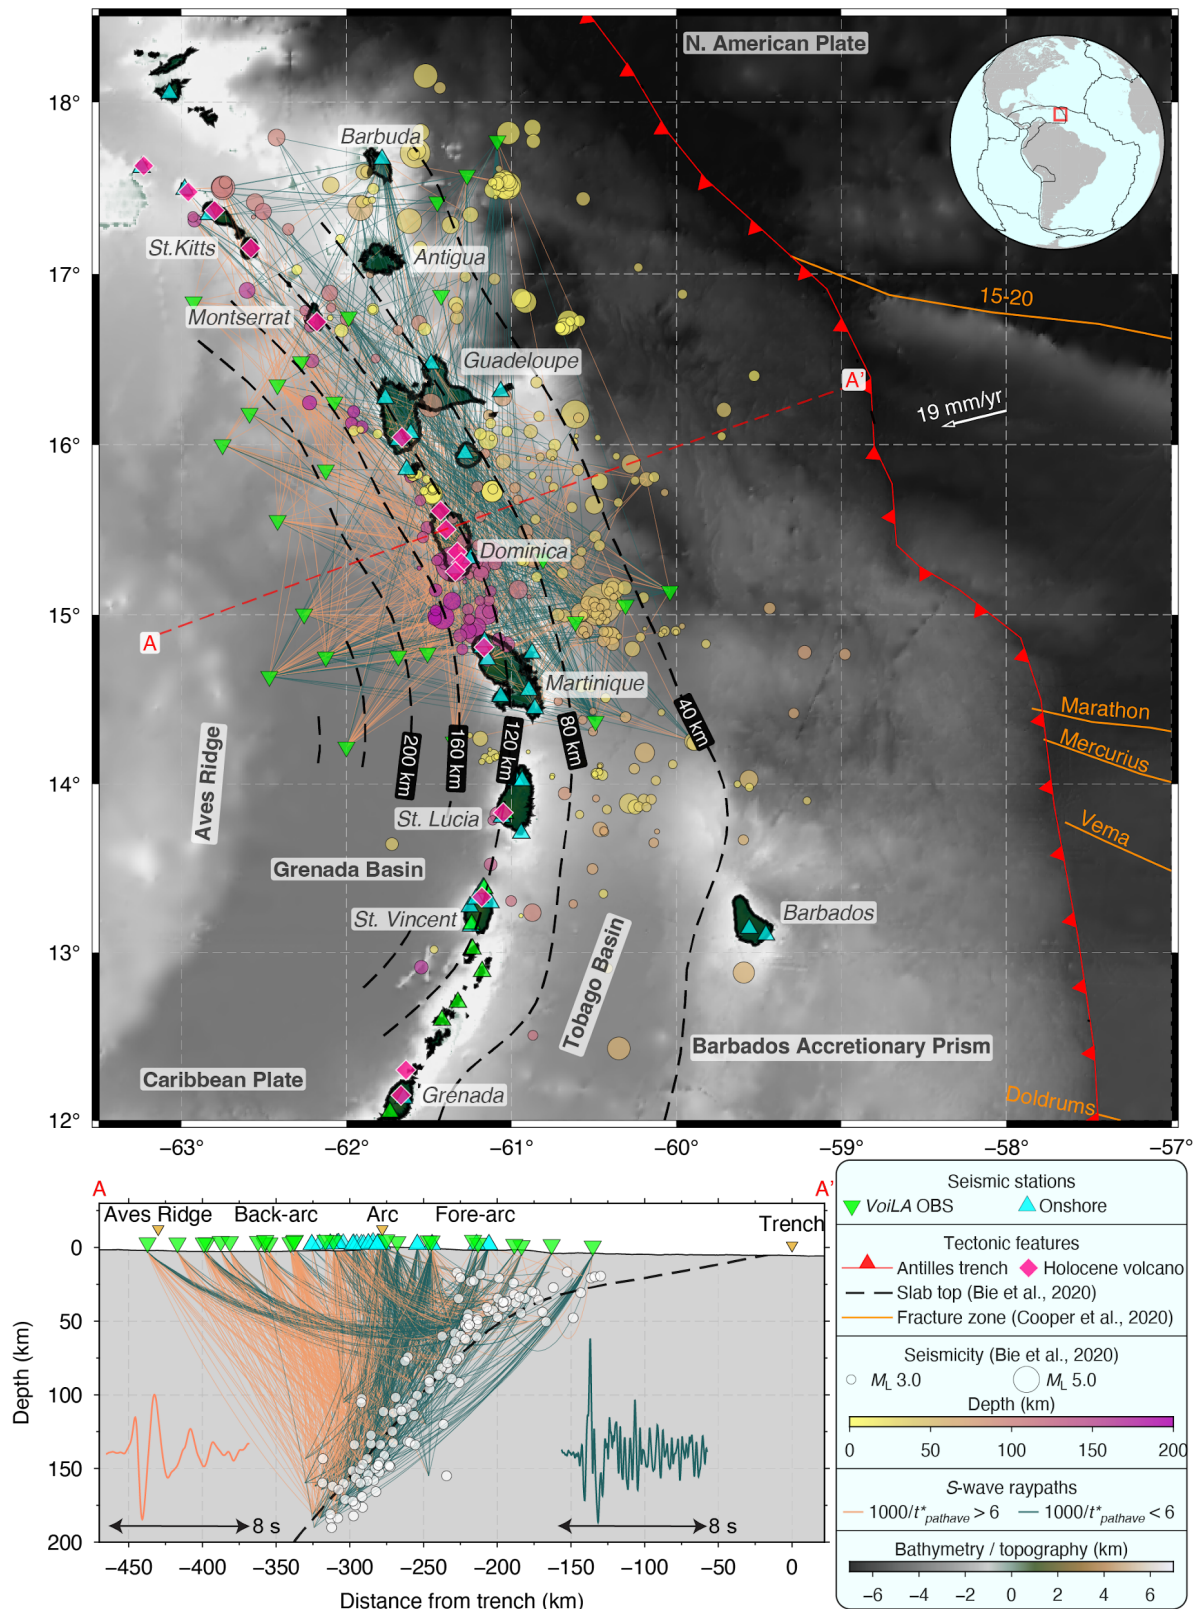 N. American Plate
18°
Barbuda
St.Kitts
Antigua
17°
Montserrat
15-20
Guadeloupe
A'
19 mm/yr
16°
Dominica
15°
A
Martinique
Marathon
40 km
80 km
120 km
160 km
200 km
Mercurius
14°
Aves Ridge
St. Lucia
Vema
Grenada Basin
St. Vincent
Barbados
13°
Tobago Basin
Barbados Accretionary Prism
Caribbean Plate
Grenada
Doldrums
12°
−63° −62° −61° −60° −59° −58° −57°
A A'
Aves Ridge Back-arc Arc Fore-arc Trench
0
50
100
150
200
Depth (km)
8 s 8 s
−450 −400 −350 −300 −250 −200 −150 −100 −50 0
Distance from trench (km)
Seismic stations
VoiLA OBS Onshore
Tectonic features
Antilles trench Holocene volcano
Slab top (Bie et al., 2020)
Fracture zone (Cooper et al., 2020)
Seismicity (Bie et al., 2020)
M_L 3.0 M_L 5.0
Depth (km)
0 50 100 150 200
S-wave raypaths
1000/t*_pathave > 6 1000/t*_pathave < 6
Bathymetry / topography (km)
−6 −4 −2 0 2 4 6